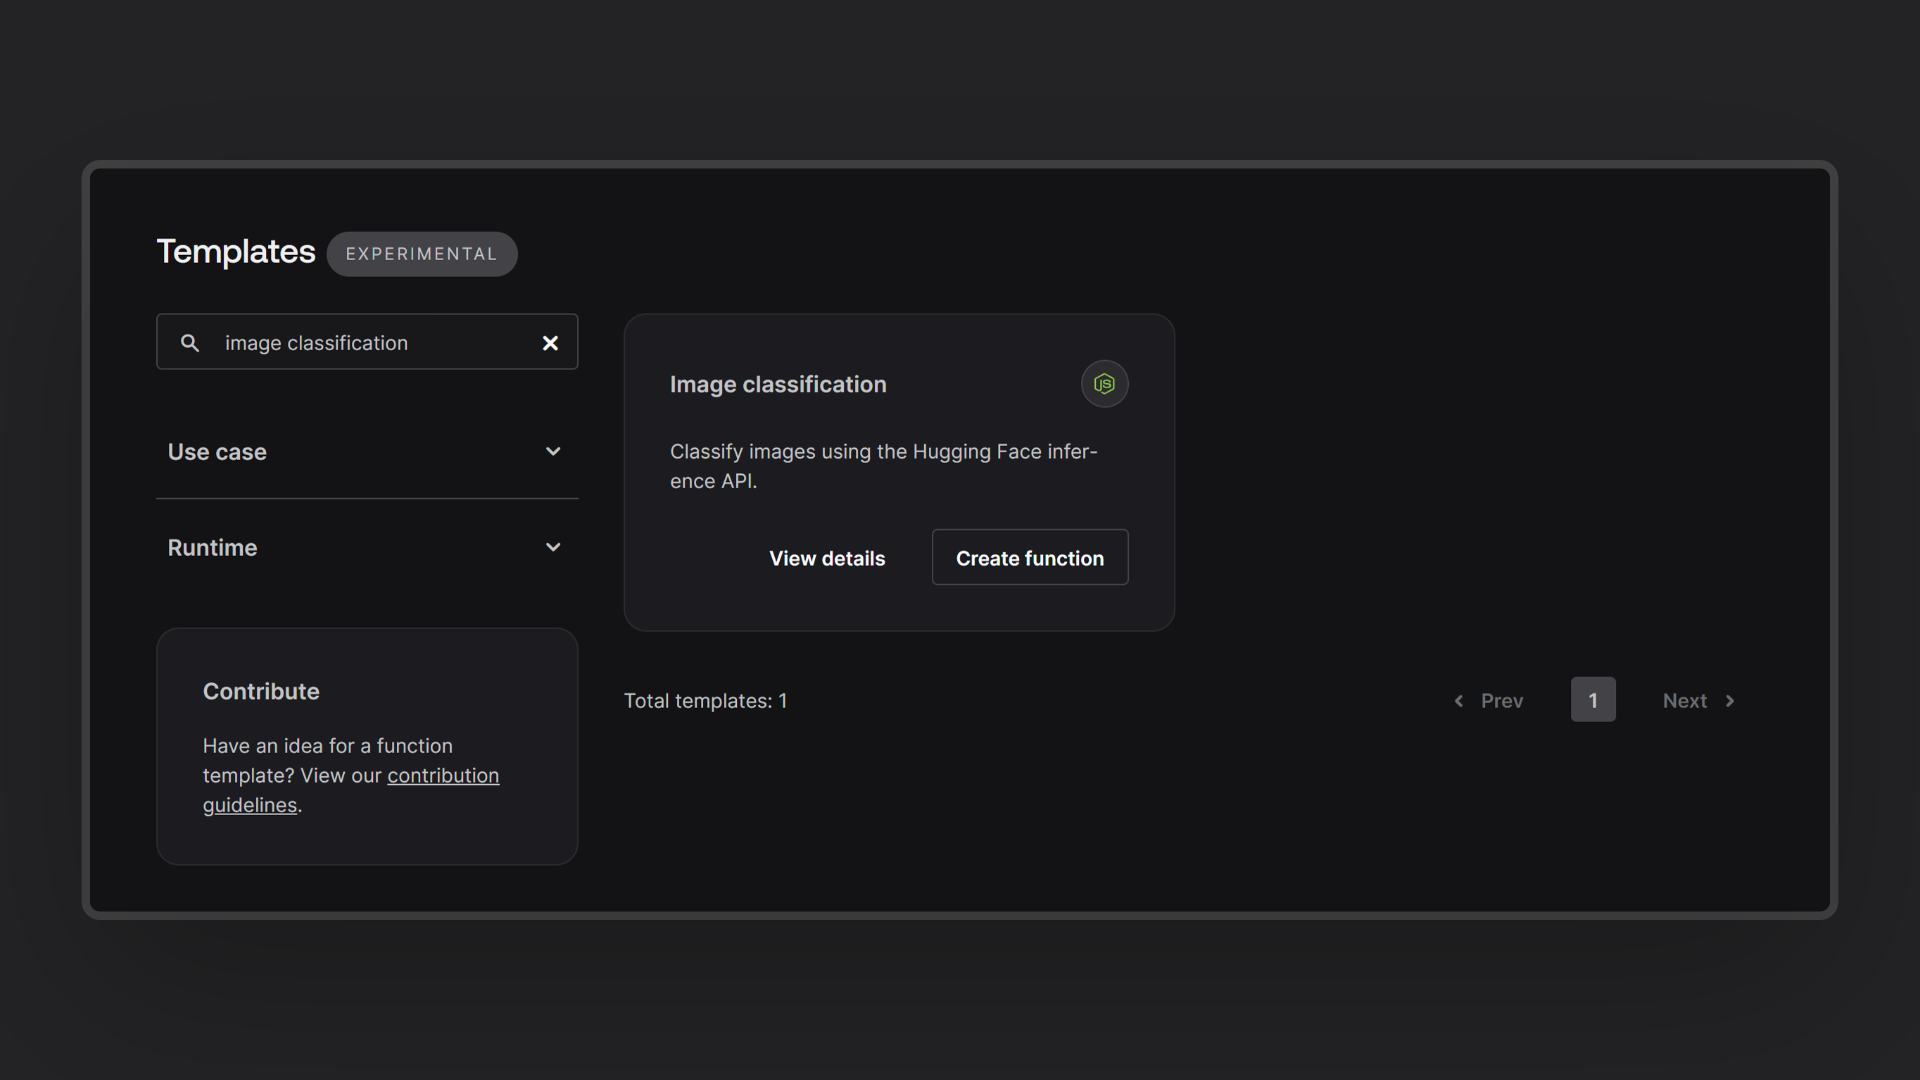 Templates
EXPERIMENTAL
image classification
Use case
Runtime
Contribute
Have an idea for a function
template? View our contribution
guidelines.
Image classification
JS
Classify images using the Hugging Face infer-
ence API.
View details
Create function
Total templates: 1
Prev
1
Next